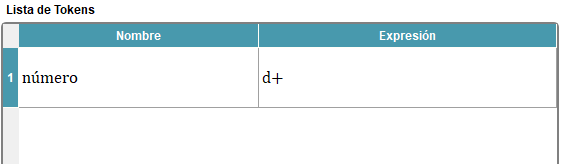 Lista de Tokens
Nombre Expresión
1 número d+